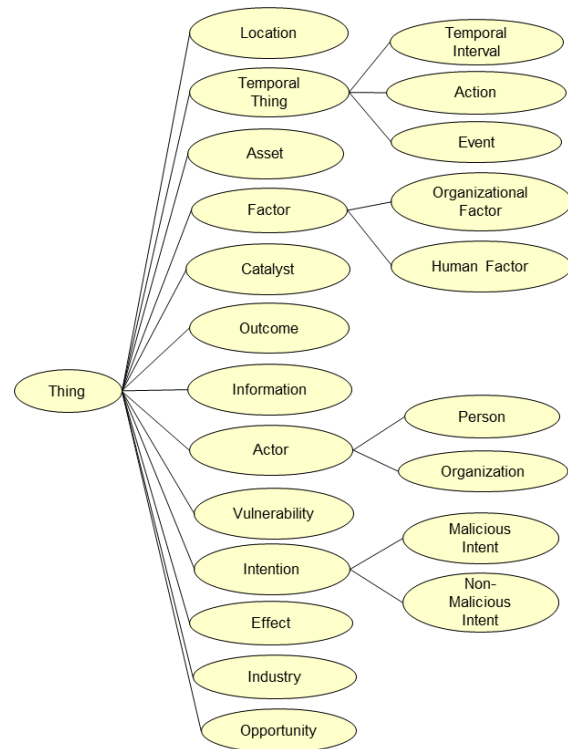 Location
Temporal
Thing
Temporal
Interval
Action
Event
Asset
Factor
Organizational
Factor
Human Factor
Catalyst
Outcome
Thing
Information
Actor
Person
Organization
Vulnerability
Intention
Malicious
Intent
Non-
Malicious
Intent
Effect
Industry
Opportunity